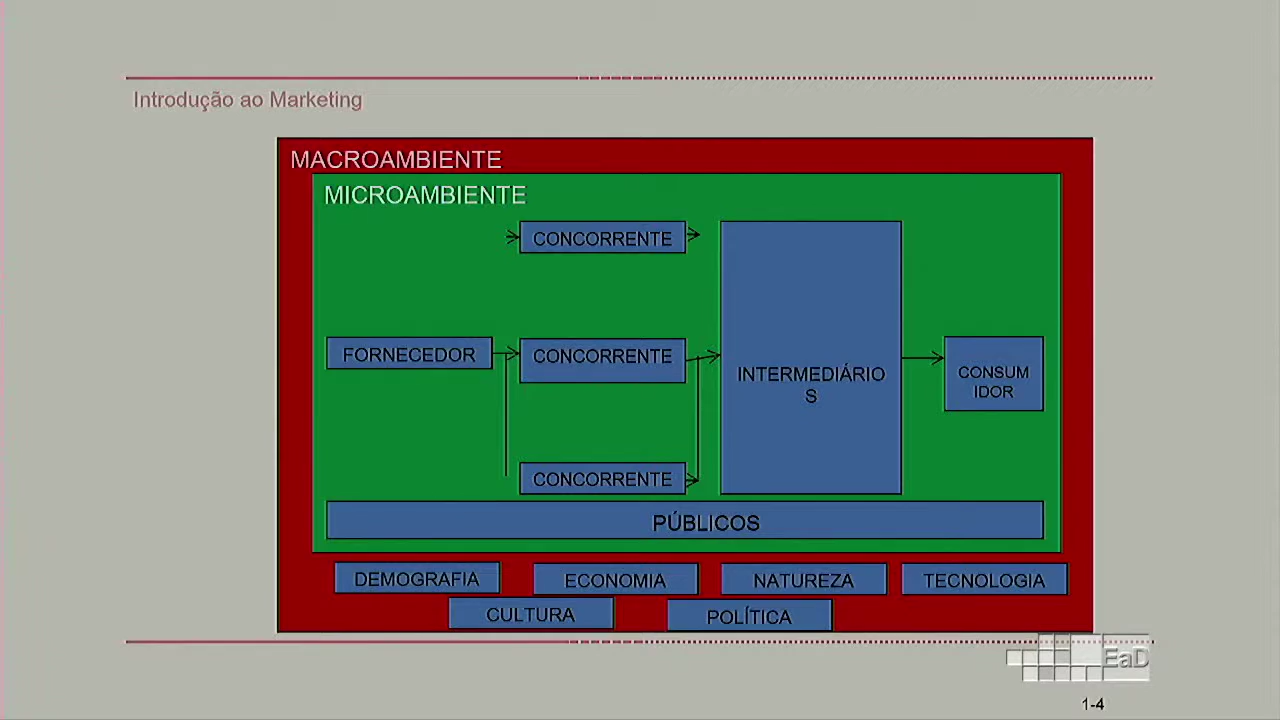 Introdução ao Marketing
MACROAMBIENTE
MICROAMBIENTE
CONCORRENTE
FORNECEDOR
CONCORRENTE
INTERMEDIÁRIO
S
CONSUM
IDOR
CONCORRENTE
PÚBLICOS
DEMOGRAFIA
ECONOMIA
NATUREZA
TECNOLOGIA
CULTURA
POLÍTICA
EaD
1-4